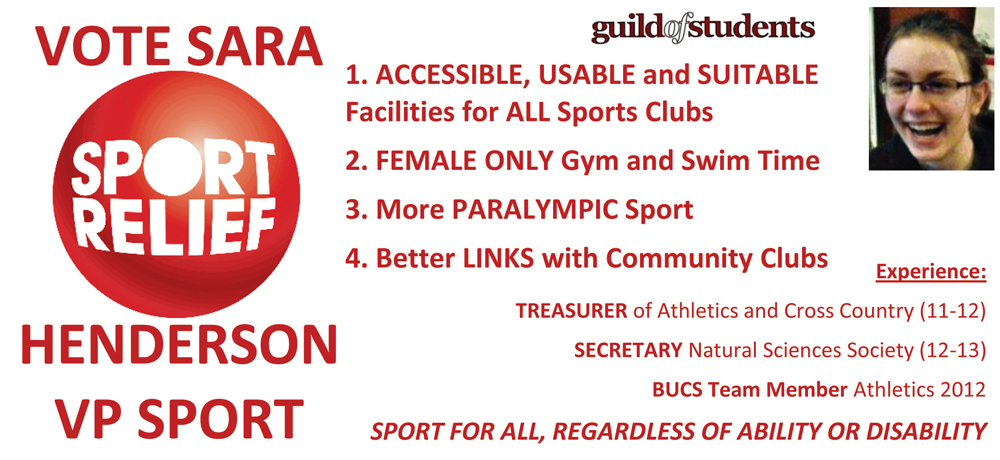 VOTE SARA
SPORT
RELIEF
HENDERSON
VP SPORT
guildofstudents
1. ACCESSIBLE, USABLE and SUITABLE
Facilities for ALL Sports Clubs
2. FEMALE ONLY Gym and Swim Time
3. More PARALYMPIC Sport
4. Better LINKS with Community Clubs
Experience:
TREASURER of Athletics and Cross Country (11-12)
SECRETARY Natural Sciences Society (12-13)
BUCS Team Member Athletics 2012
SPORT FOR ALL, REGARDLESS OF ABILITY OR DISABILITY